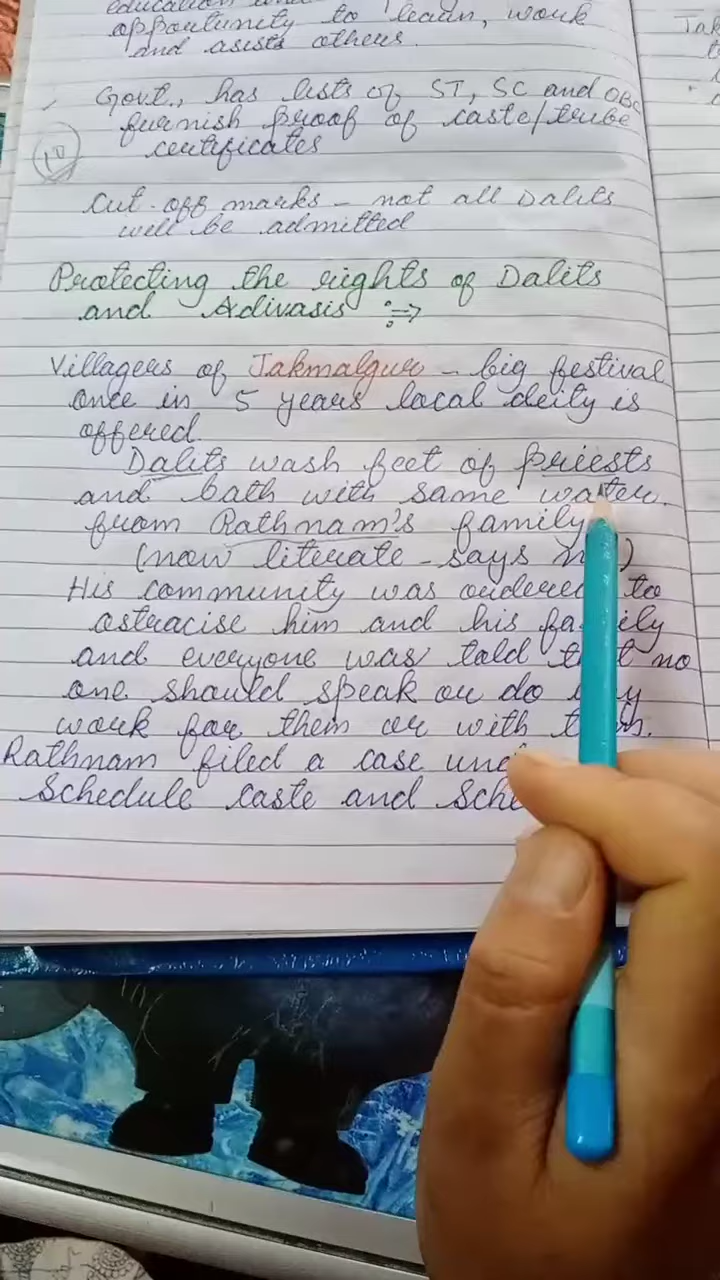 opportunity to learn, work
and asists others.
Govt., has lists of ST, SC and OBC
furnish proof of caste/tribe
certificates
Cut-off marks - not all Dalits
will be admitted
Protecting the rights of Dalits
and Adivasis :⇒
Villagers of Jakmalgur - big festival
once in 5 years local deity is
offered.
Dalits wash feet of priests
and bath with same water.
from Rathnam's family
(now literate - says )
His community was ordered to
ostracise him and his family
and everyone was told that no
one should speak or do any
work for them or with them.
Rathnam filed a case
Schedule caste and